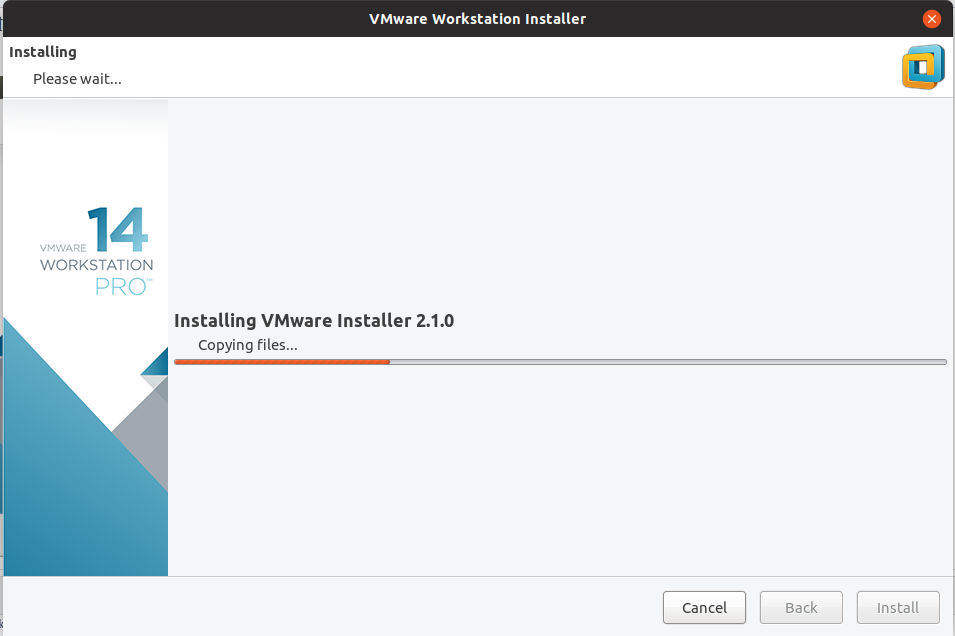 VMware Workstation Installer
Installing
Please wait...
14
VMWARE
WORKSTATION
PRO™
Installing VMware Installer 2.1.0
Copying files...
Cancel
Back
Install